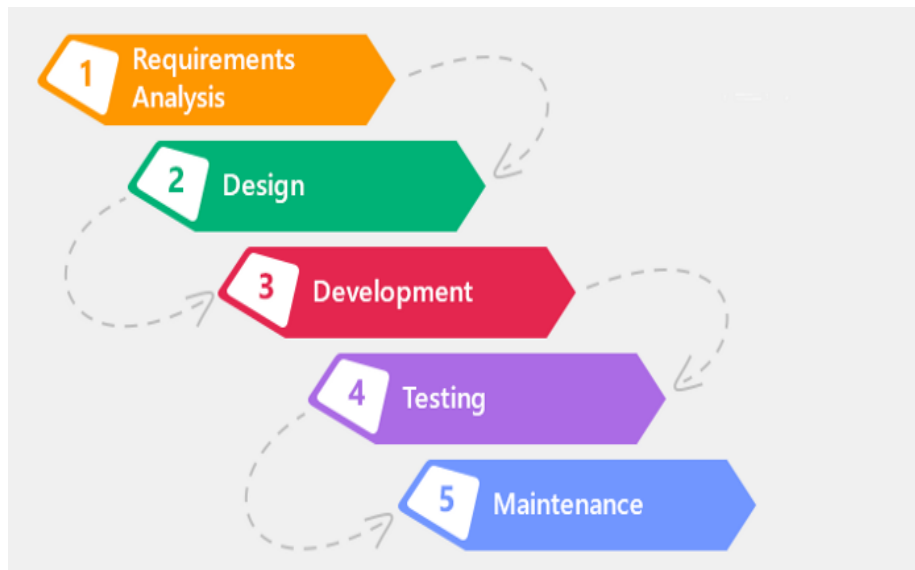 1
Requirements
Analysis
2
Design
3
Development
4
Testing
5
Maintenance